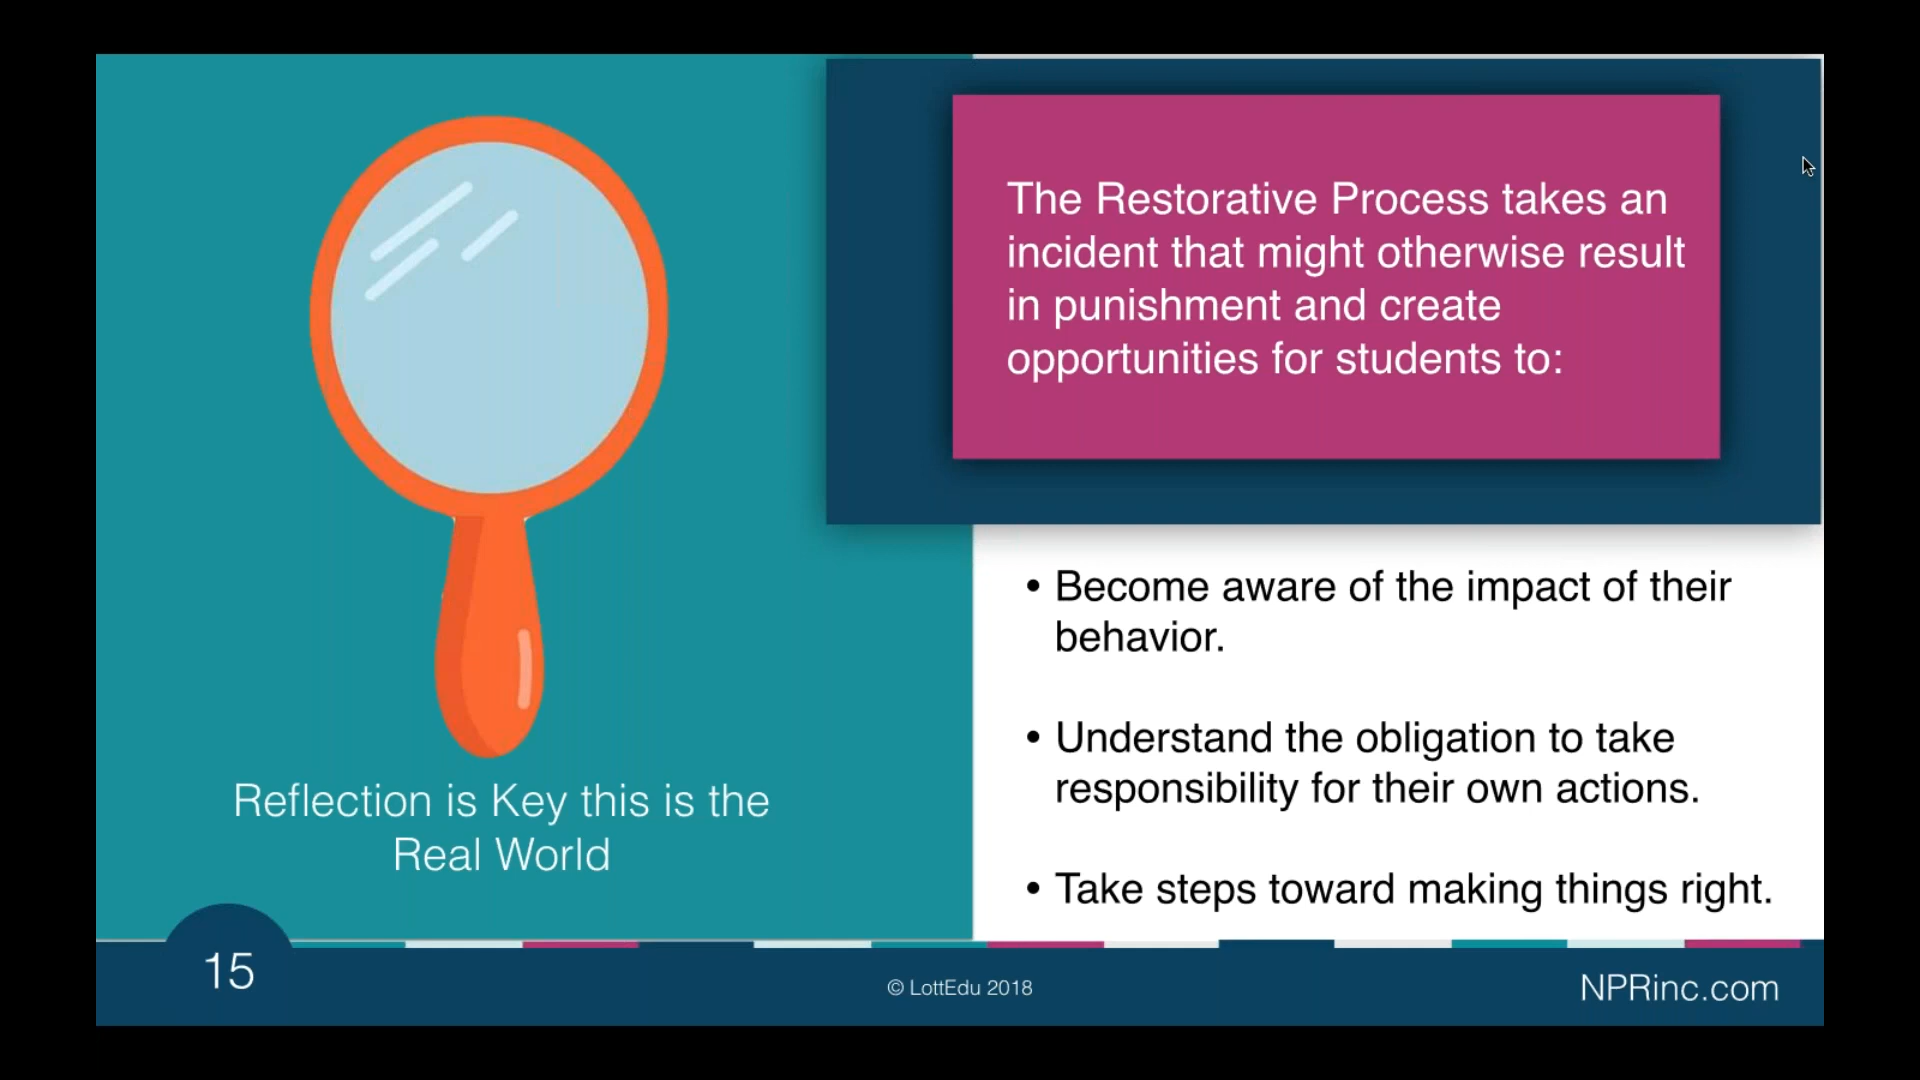 The Restorative Process takes an
incident that might otherwise result
in punishment and create
opportunities for students to:
• Become aware of the impact of their
behavior.
• Understand the obligation to take
responsibility for their own actions.
• Take steps toward making things right.
Reflection is Key this is the
Real World
15
© LottEdu 2018
NPRinc.com